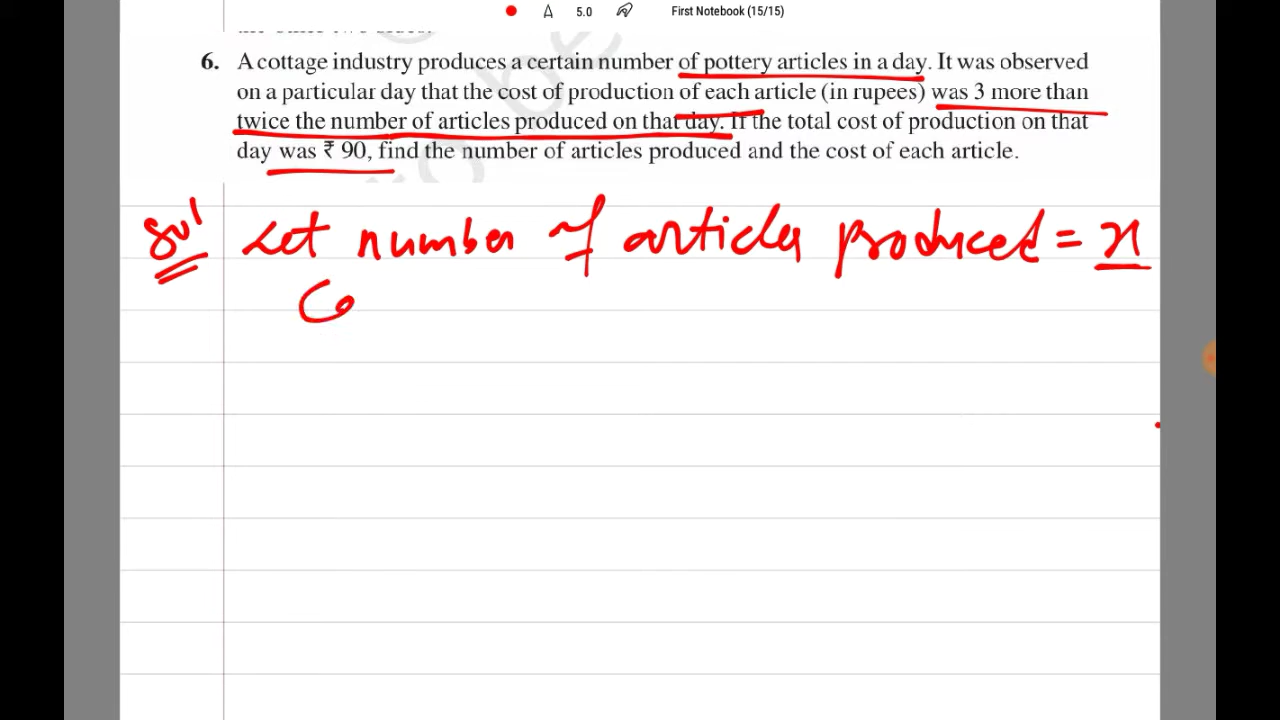 5.0 First Notebook (15/15)
6. A cottage industry produces a certain number of pottery articles in a day. It was observed
on a particular day that the cost of production of each article (in rupees) was 3 more than
twice the number of articles produced on that day. If the total cost of production on that
day was ₹ 90, find the number of articles produced and the cost of each article.
Sol Let number of articles produced = x
Co